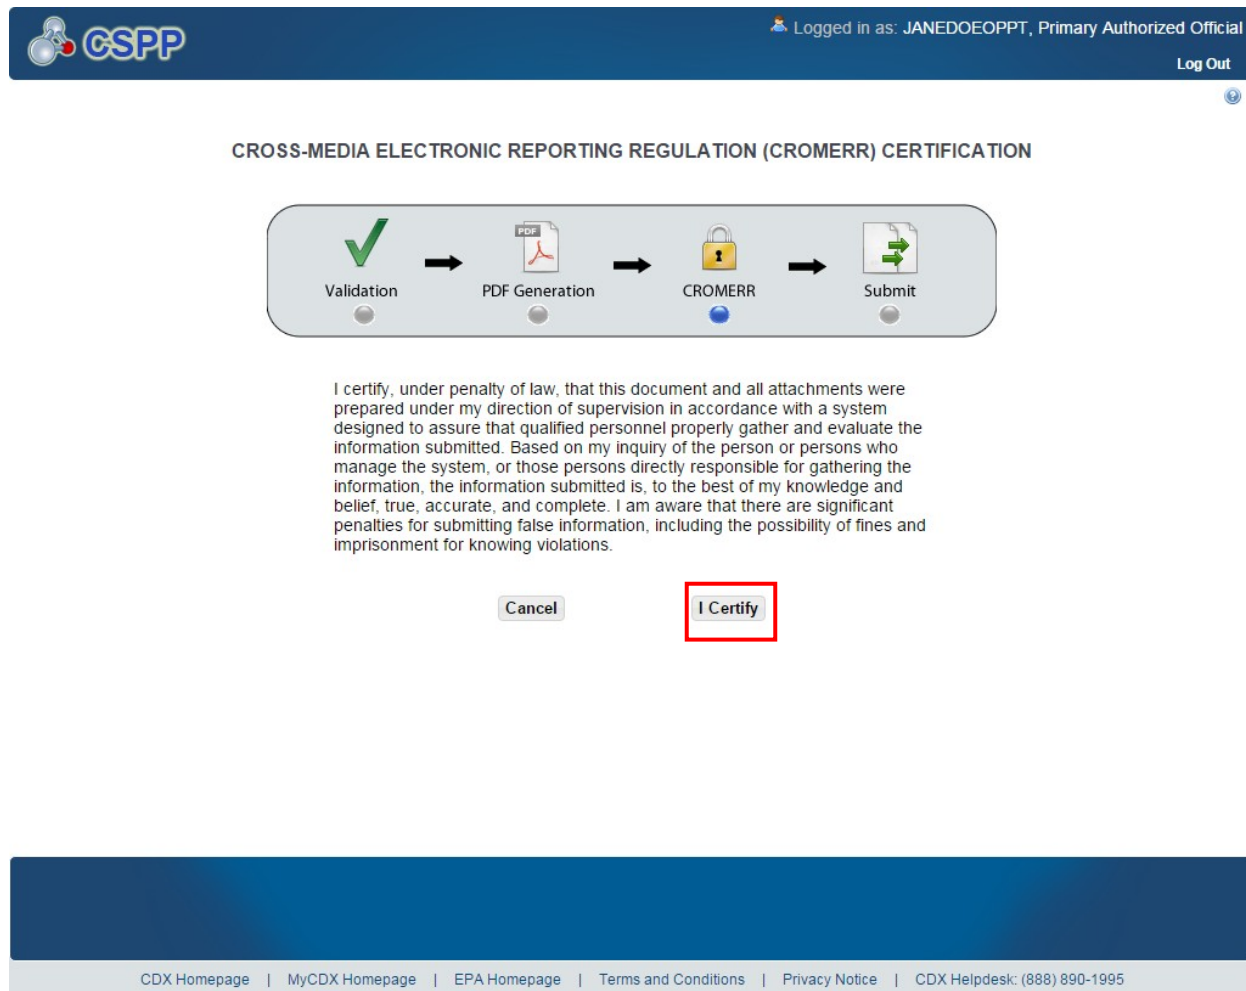 CSPP
Logged in as: JANEDOEOPPT, Primary Authorized Official
Log Out
CROSS-MEDIA ELECTRONIC REPORTING REGULATION (CROMERR) CERTIFICATION
PDF
Validation PDF Generation CROMERR Submit
I certify, under penalty of law, that this document and all attachments were
prepared under my direction of supervision in accordance with a system
designed to assure that qualified personnel properly gather and evaluate the
information submitted. Based on my inquiry of the person or persons who
manage the system, or those persons directly responsible for gathering the
information, the information submitted is, to the best of my knowledge and
belief, true, accurate, and complete. I am aware that there are significant
penalties for submitting false information, including the possibility of fines and
imprisonment for knowing violations.
Cancel I Certify
CDX Homepage | MyCDX Homepage | EPA Homepage | Terms and Conditions | Privacy Notice | CDX Helpdesk: (888) 890-1995